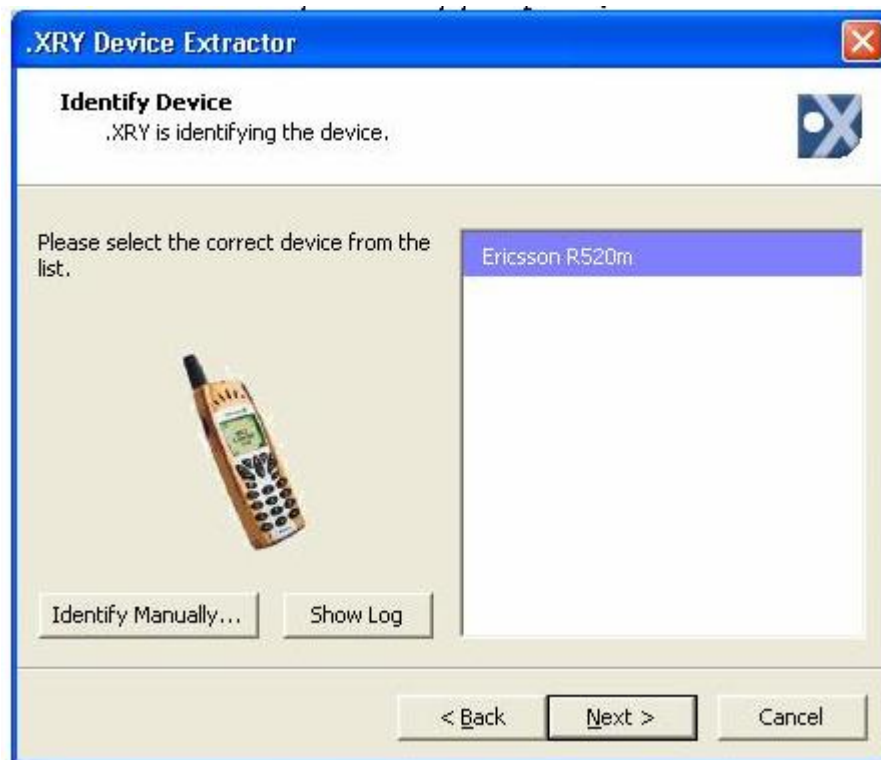 .XRY Device Extractor
Identify Device
.XRY is identifying the device.
Please select the correct device from the
list.
Ericsson R520m
Identify Manually...
Show Log
< Back
Next >
Cancel